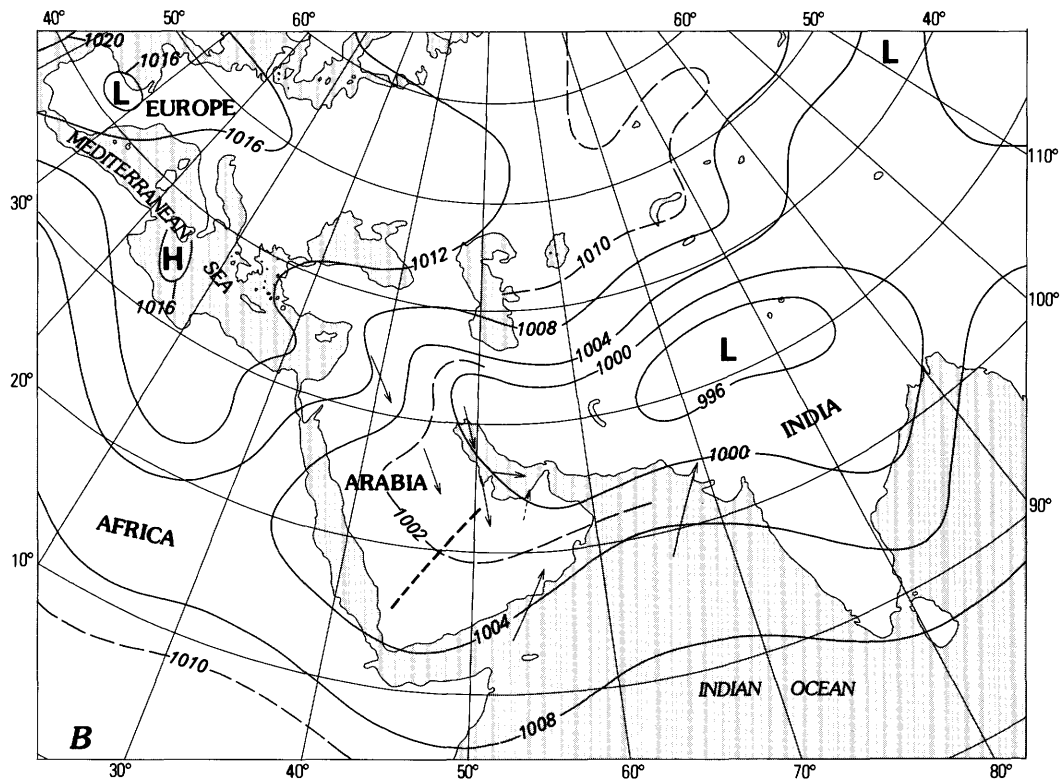 40° 50° 60° 60° 50° 40°
1020
1016
L
L
EUROPE
1016
MEDITERRANEAN
SEA
110°
30°
H
1016
1012
1010
1008
1004
1000
100°
L
996
20°
INDIA
1000
ARABIA
1002
AFRICA
90°
10°
1004
1010
INDIAN OCEAN
1008
B
30° 40° 50° 60° 70° 80°